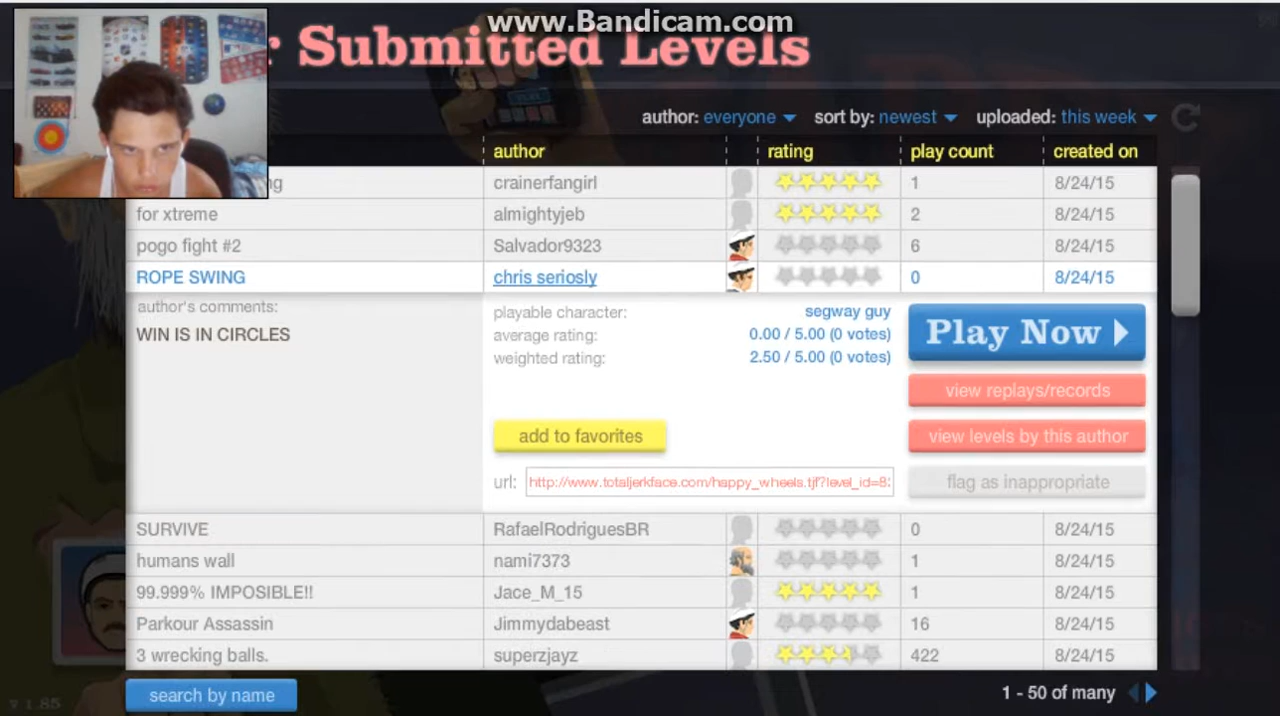 www.Bandicam.com
Submitted Levels
author: everyone sort by: newest uploaded: this week
author rating play count created on
crainerfangirl 1 8/24/15
for xtreme almightyjeb 2 8/24/15
pogo fight #2 Salvador9323 6 8/24/15
ROPE SWING chris seriosly 0 8/24/15
author's comments:
WIN IS IN CIRCLES
playable character: segway guy
average rating: 0.00 / 5.00 (0 votes)
weighted rating: 2.50 / 5.00 (0 votes)
Play Now
view replays/records
add to favorites
view levels by this author
url: http://www.totaljerkface.com/happy_wheels.tjf?level_id=8
flag as inappropriate
SURVIVE RafaelRodriguesBR 0 8/24/15
humans wall nami7373 1 8/24/15
99.999% IMPOSIBLE!! Jace_M_15 1 8/24/15
Parkour Assassin Jimmydabeast 16 8/24/15
3 wrecking balls. superzjayz 422 8/24/15
search by name
1 - 50 of many
v 1.85